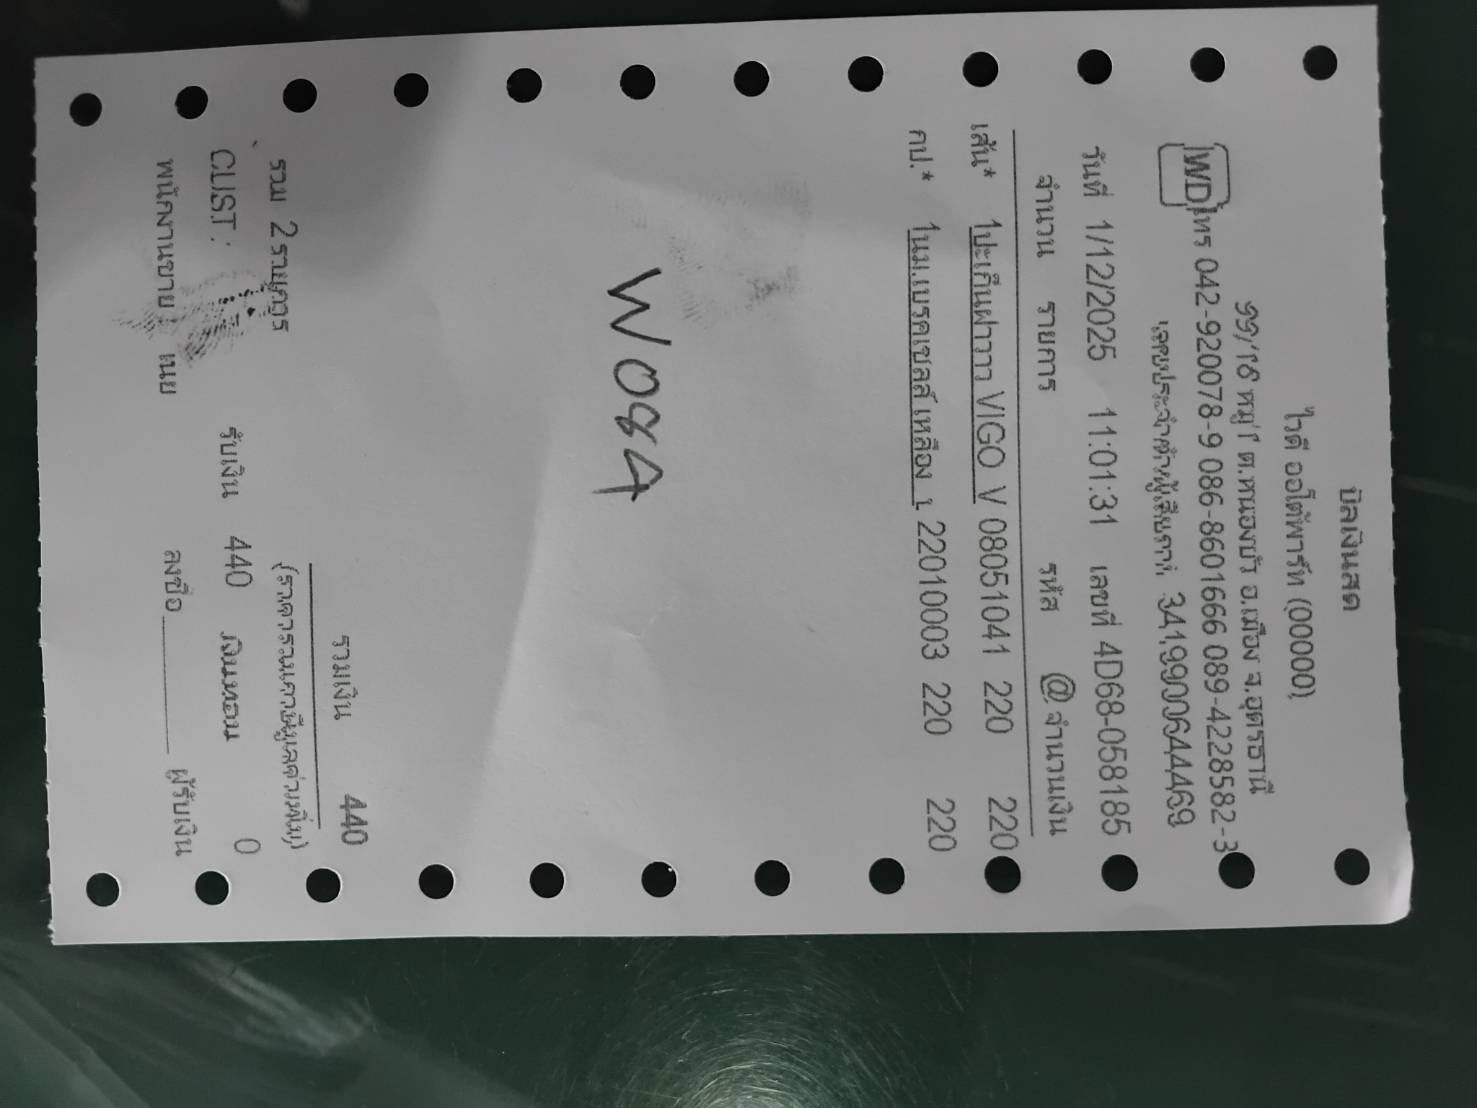 บิลเงินสด
ไวดี ออโต้พาร์ท (00000)
99/18 หมู่ 1 ต.หนองบัว อ.เมือง จ.อุดรธานี
WD โทร 042-920078-9 086-8601666 089-4228582-3
เลขประจำตัวผู้เสียภาษี 3419900644469
วันที่ 1/12/2025 11:01:31 เลขที่ 4D68-058185
จำนวน รายการ รหัส @ จำนวนเงิน
เส้น* 1ปะเก็นฝาวาว VIGO V 08051041 220 220
กป.* 1นม.เบรคเชลล์ เหลือง 22010003 220 220
W084
รวมเงิน 440
รวม 2 รายการ (ราคารวมภาษีมูลค่าเพิ่ม)
CUST : รับเงิน 440 เงินทอน 0
พนักงานขาย เนย ลงชื่อ ผู้รับเงิน